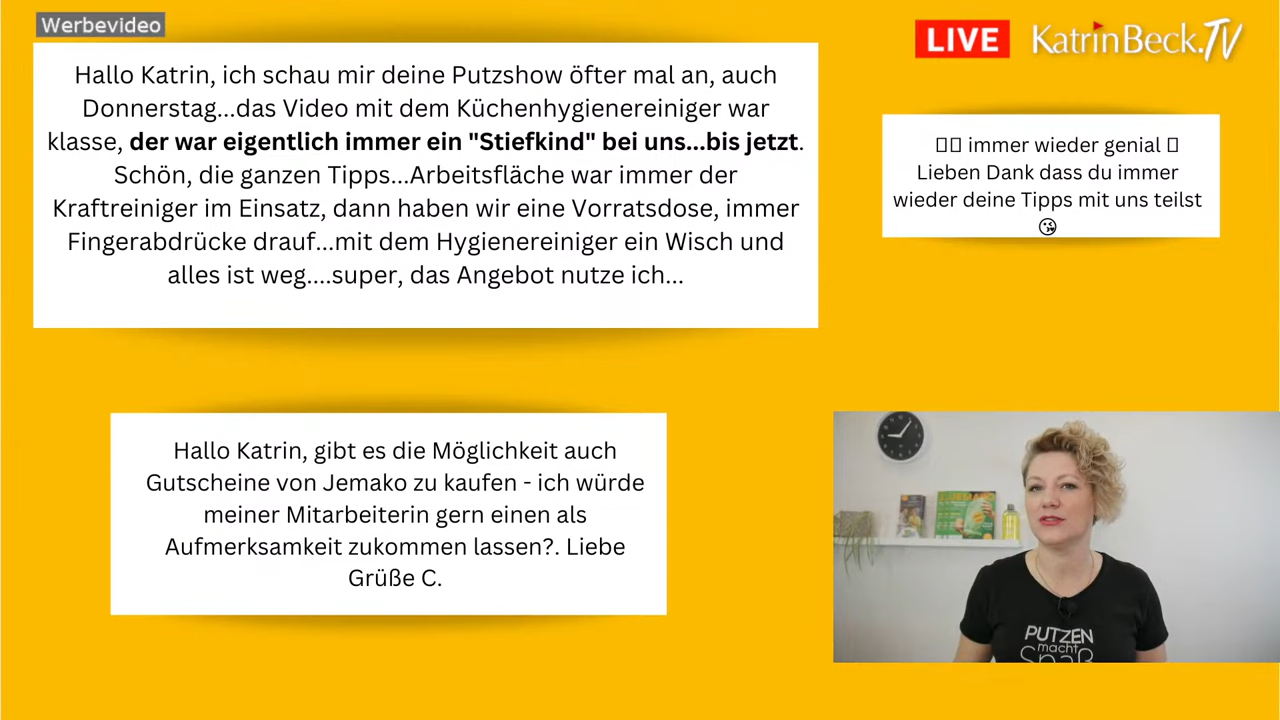 Werbevideo
LIVE KatrinBeck.TV
Hallo Katrin, ich schau mir deine Putzshow öfter mal an, auch
Donnerstag...das Video mit dem Küchenhygienereiniger war
klasse, der war eigentlich immer ein "Stiefkind" bei uns...bis jetzt.
Schön, die ganzen Tipps...Arbeitsfläche war immer der
Kraftreiniger im Einsatz, dann haben wir eine Vorratsdose, immer
Fingerabdrücke drauf...mit dem Hygienereiniger ein Wisch und
alles ist weg....super, das Angebot nutze ich...
immer wieder genial
Lieben Dank dass du immer
wieder deine Tipps mit uns teilst
😘
Hallo Katrin, gibt es die Möglichkeit auch
Gutscheine von Jemako zu kaufen - ich würde
meiner Mitarbeiterin gern einen als
Aufmerksamkeit zukommen lassen?. Liebe
Grüße C.
JEMAKO
PUTZEN
macht
Spaß